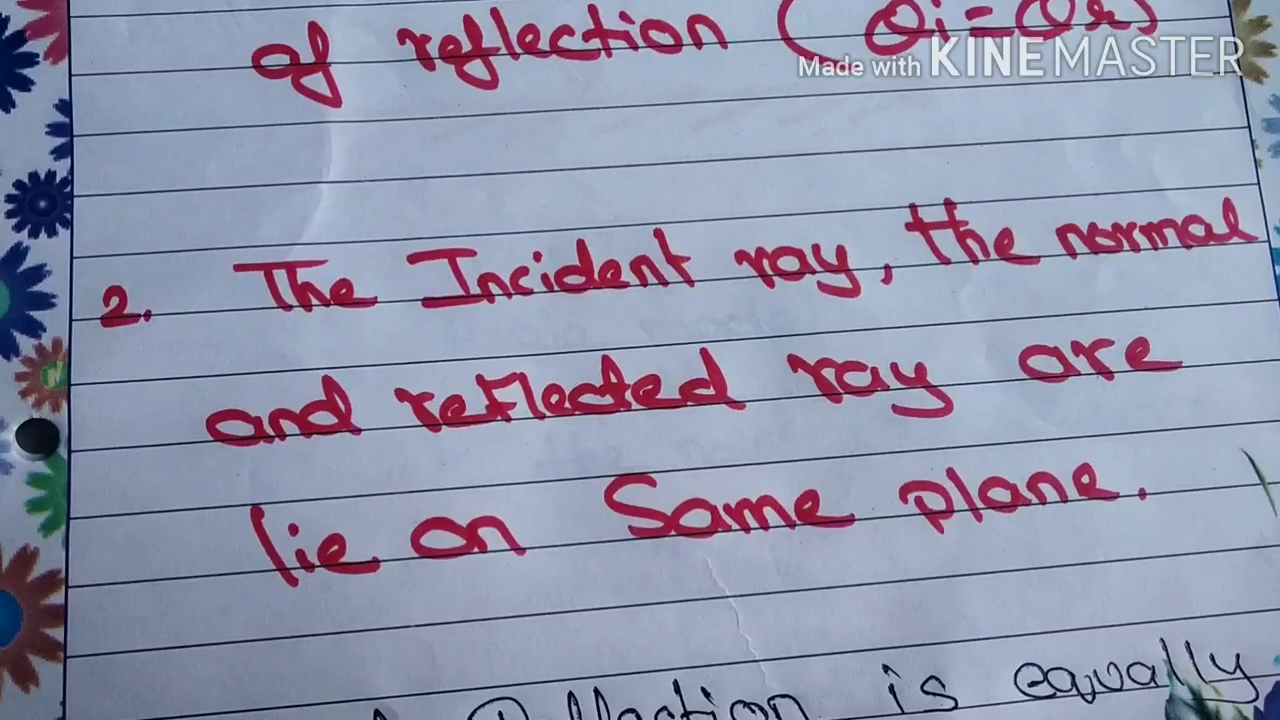 of reflection (θi = θr)
Made with KINEMASTER
2. The Incident ray, the normal
and reflected ray are
lie on Same plane.
is equally